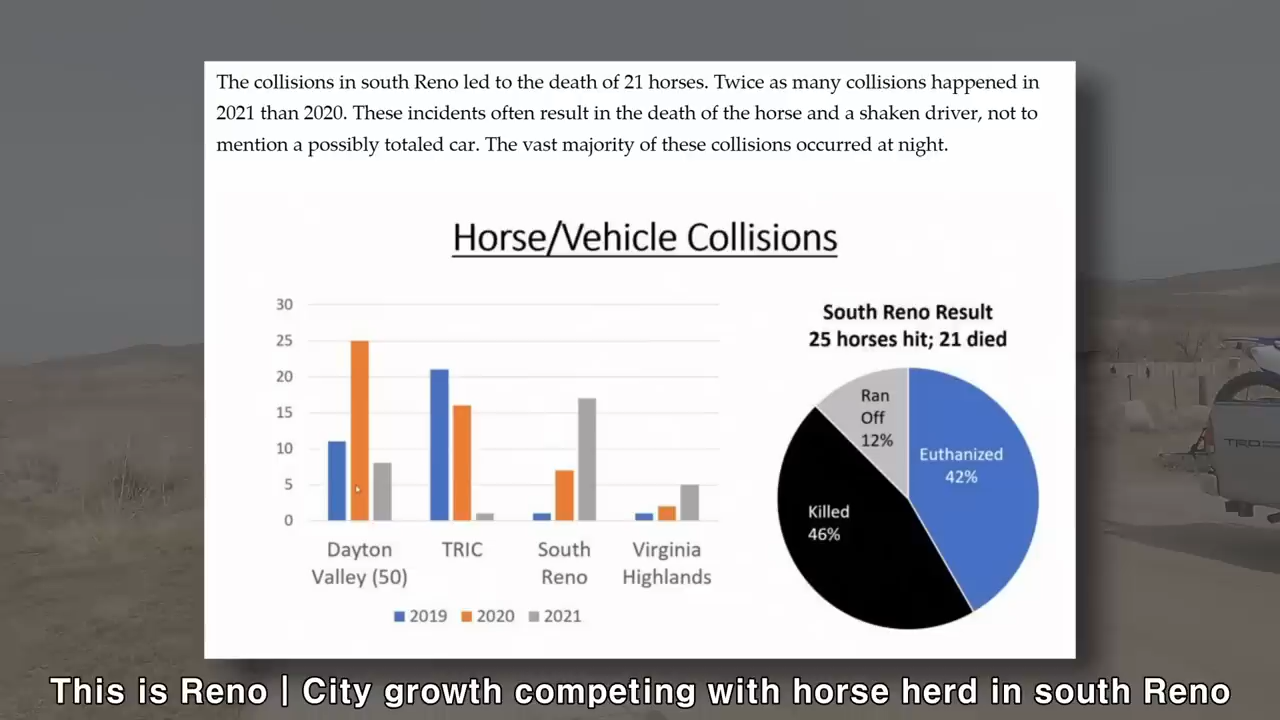 The collisions in south Reno led to the death of 21 horses. Twice as many collisions happened in
2021 than 2020. These incidents often result in the death of the horse and a shaken driver, not to
mention a possibly totaled car. The vast majority of these collisions occurred at night.
Horse/Vehicle Collisions
30
25
20
15
10
5
0
Dayton
Valley (50)
TRIC
South
Reno
Virginia
Highlands
2019 2020 2021
South Reno Result
25 horses hit; 21 died
Ran
Off
12%
Euthanized
42%
Killed
46%
This is Reno | City growth competing with horse herd in south Reno